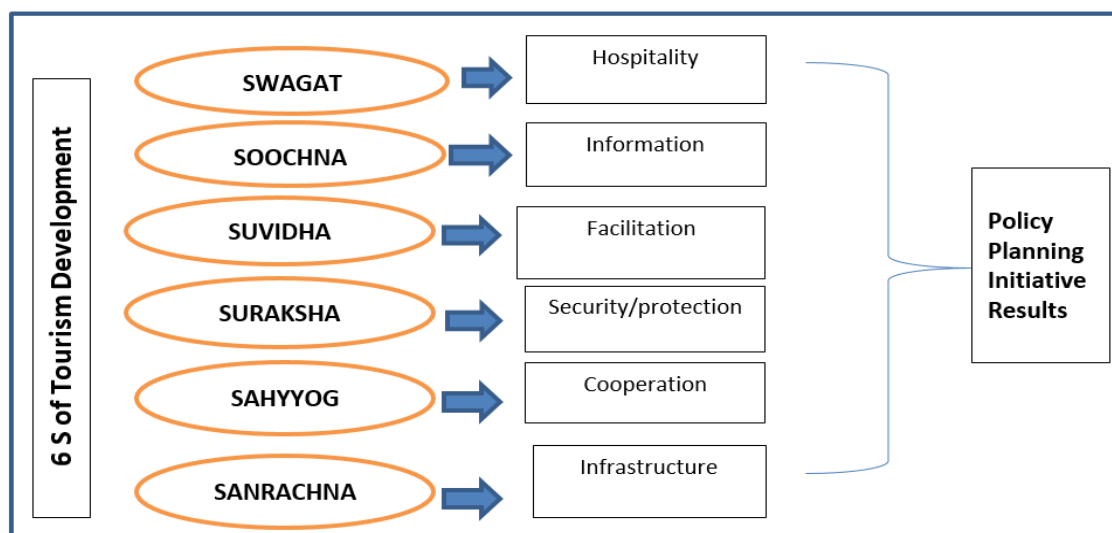 6 S of Tourism Development
SWAGAT
Hospitality
SOOCHNA
Information
SUVIDHA
Facilitation
SURAKSHA
Security/protection
SAHYYOG
Cooperation
SANRACHNA
Infrastructure
Policy
Planning
Initiative
Results